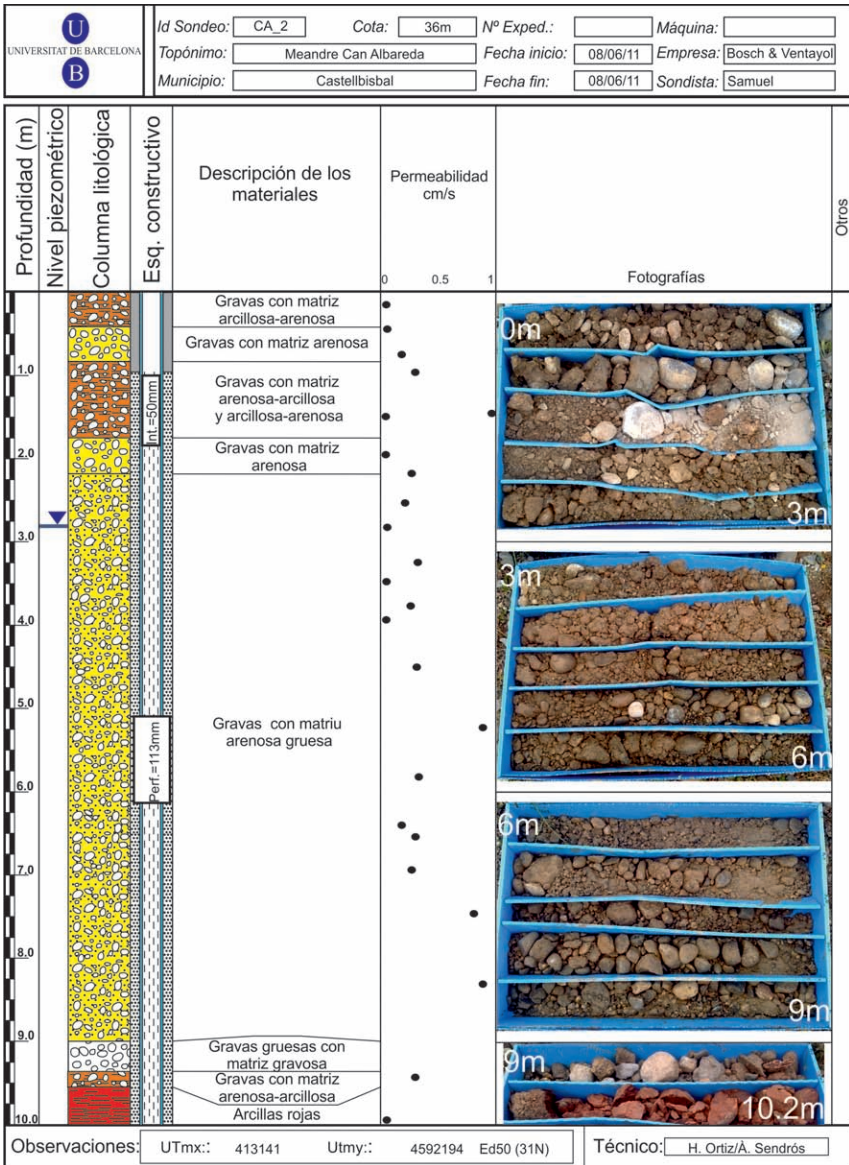 U
UNIVERSITAT DE BARCELONA
B
Id Sondeo: CA_2 Cota: 36m Nº Exped.: Máquina:
Topónimo: Meandre Can Albareda Fecha inicio: 08/06/11 Empresa: Bosch & Ventayol
Municipio: Castellbisbal Fecha fin: 08/06/11 Sondista: Samuel
Profundidad (m)
Nivel piezométrico
Columna litológica
Esq. constructivo
Descripción de los
materiales
Permeabilidad
cm/s
0 0.5 1
Fotografías
Otros
Gravas con matriz
arcillosa-arenosa
Gravas con matriz arenosa
Gravas con matriz
arenosa-arcillosa
y arcillosa-arenosa
Gravas con matriz
arenosa
Gravas con matriu
arenosa gruesa
Gravas gruesas con
matriz gravosa
Gravas con matriz
arenosa-arcillosa
Arcillas rojas
1.0
2.0
3.0
4.0
5.0
6.0
7.0
8.0
9.0
10.0
Int.=50mm
Perf.=113mm
0m
3m
3m
6m
6m
9m
9m
10.2m
Observaciones: UTmx:: 413141 Utmy:: 4592194 Ed50 (31N) Técnico: H. Ortiz/À. Sendrós